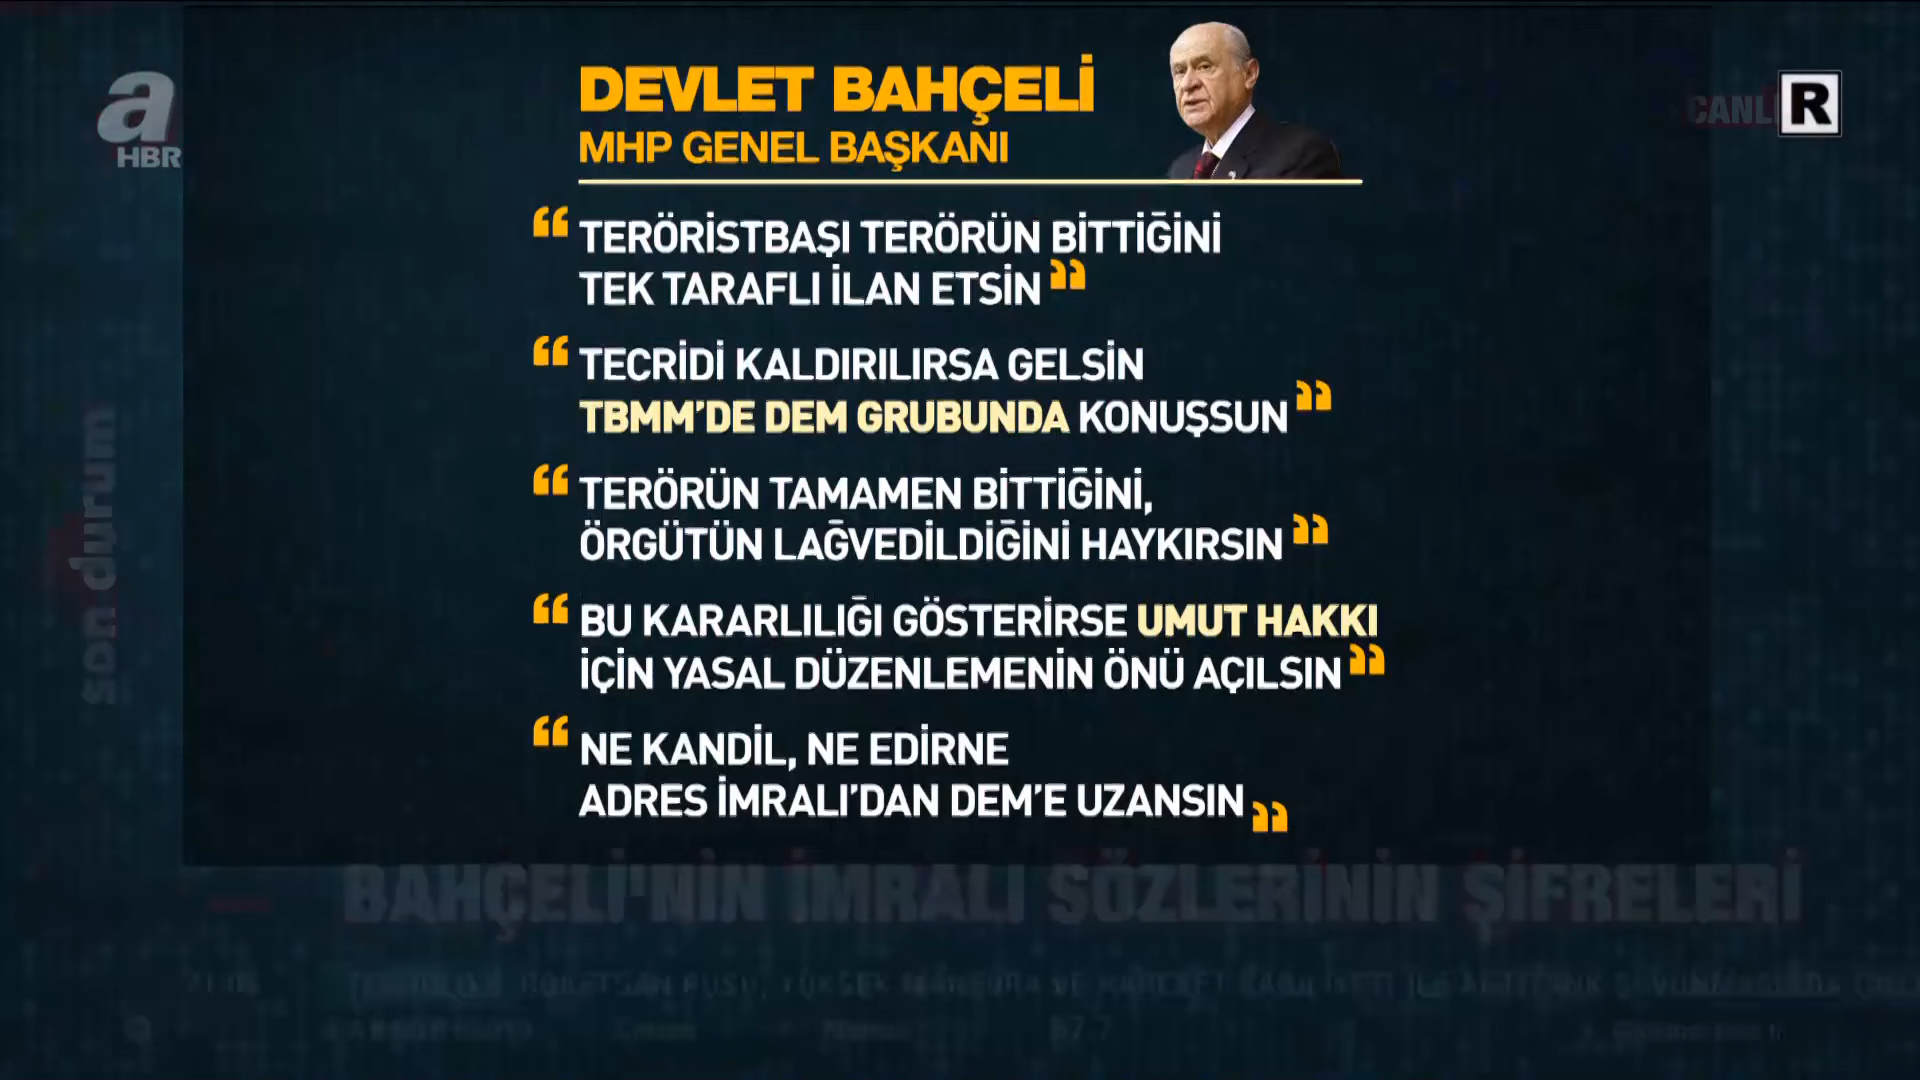 a
HBR
DEVLET BAHÇELİ
MHP GENEL BAŞKANI
CANLI
R
“ TERÖRİSTBAŞI TERÖRÜN BİTTİĞİNİ
TEK TARAFLI İLAN ETSİN ”
“ TECRİDİ KALDIRILIRSA GELSİN
TBMM’DE DEM GRUBUNDA KONUŞSUN ”
“ TERÖRÜN TAMAMEN BİTTİĞİNİ,
ÖRGÜTÜN LAĞVEDİLDİĞİNİ HAYKIRSIN ”
“ BU KARARLILIĞI GÖSTERİRSE UMUT HAKKI
İÇİN YASAL DÜZENLEMENİN ÖNÜ AÇILSIN ”
“ NE KANDİL, NE EDİRNE
ADRES İMRALI’DAN DEM’E UZANSIN ”
son durum
BAHÇELİ'NİN İMRALI SÖZLERİNİN ŞİFRELERİ